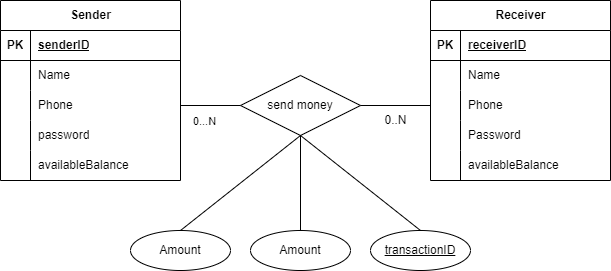 Sender
PK senderID
Name
Phone
password
availableBalance
0...N
send money
0..N
Receiver
PK receiverID
Name
Phone
Password
availableBalance
Amount
Amount
transactionID